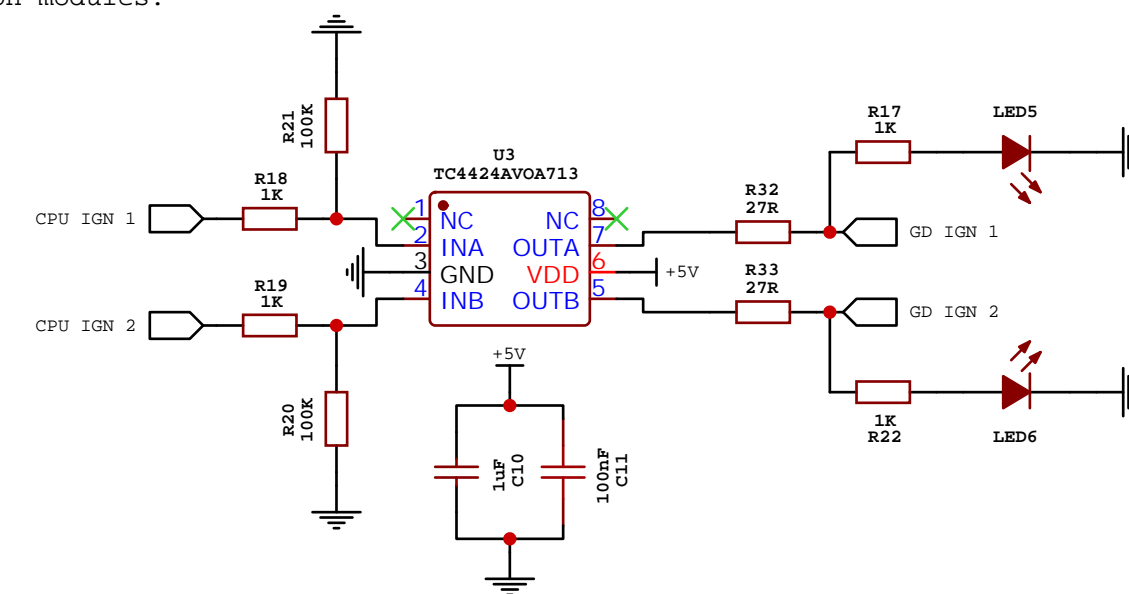 on modules.
R21
100K
R18
1K
CPU IGN 1
U3
TC4424AVOA713
1
NC
2
INA
3
GND
4
INB
NC
8
OUTA
7
VDD
6
OUTB
5
+5V
R32
27R
R33
27R
R17
1K
LED5
GD IGN 1
GD IGN 2
1K
R22
LED6
R19
1K
CPU IGN 2
R20
100K
+5V
1uF
C10
100nF
C11